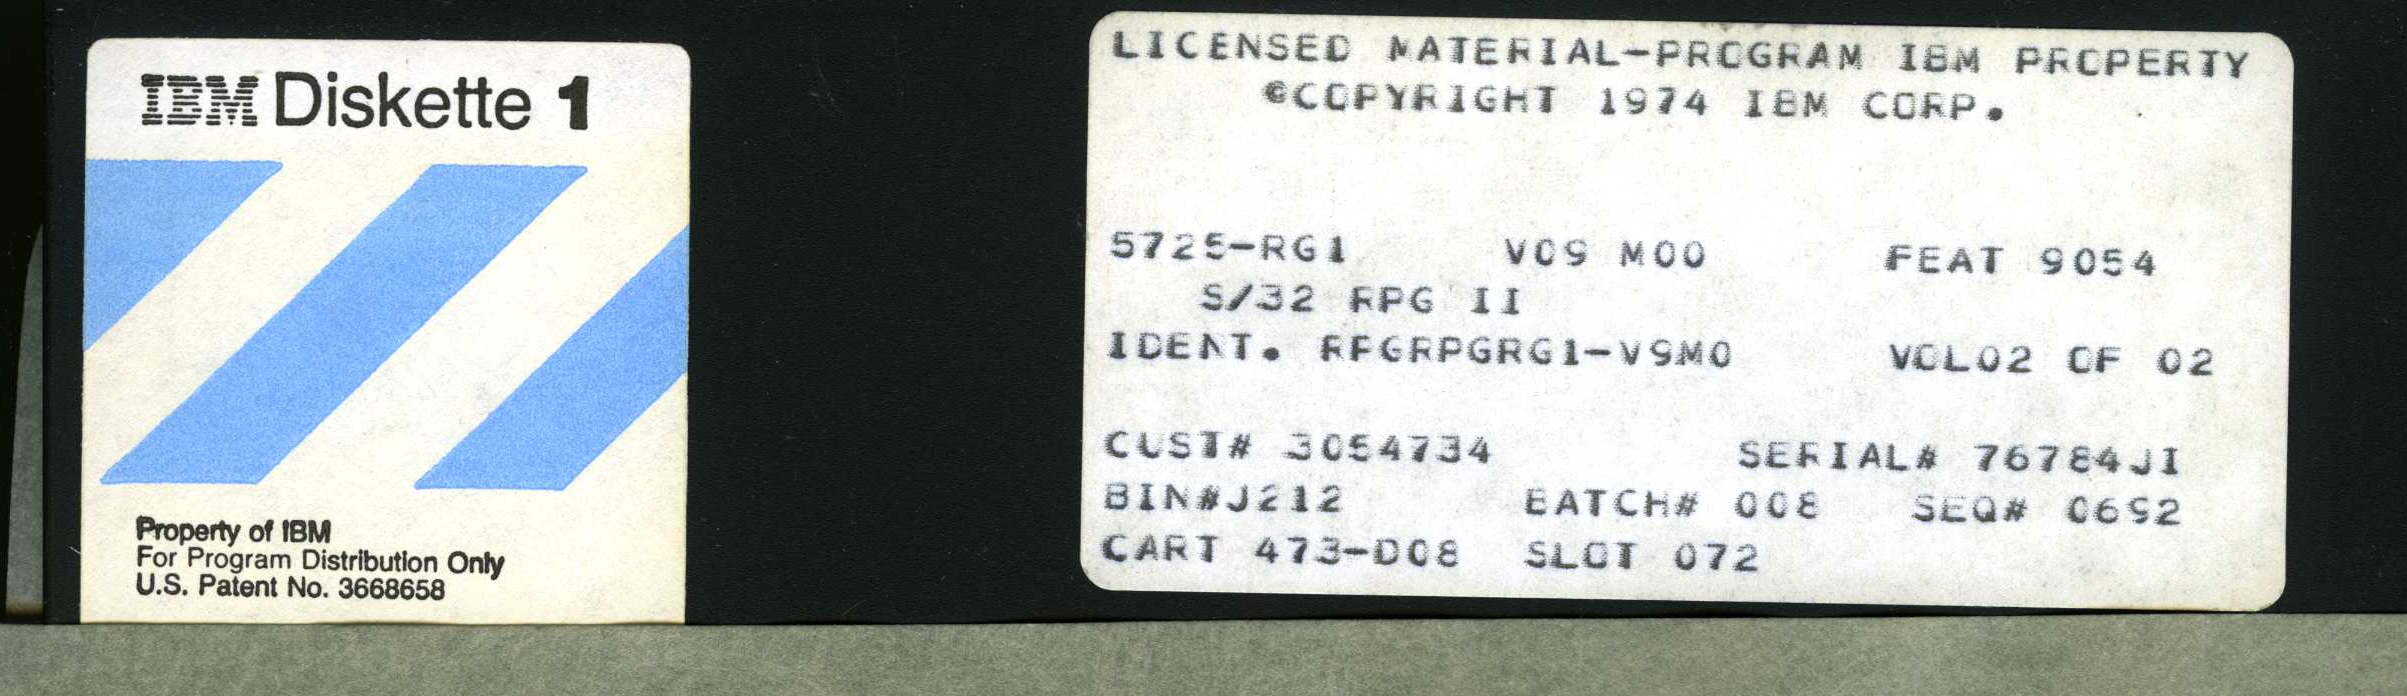 IBM Diskette 1
Property of IBM
For Program Distribution Only
U.S. Patent No. 3668658
LICENSED MATERIAL-PROGRAM IBM PROPERTY
©COPYRIGHT 1974 IBM CORP.
5725-RG1 V09 M00 FEAT 9054
S/32 RPG II
IDENT. RPGRPGRG1-V9M0 VOL02 OF 02
CUST# 3054734 SERIAL# 76784JI
BIN#J212 BATCH# 008 SEQ# 0692
CART 473-D08 SLOT 072